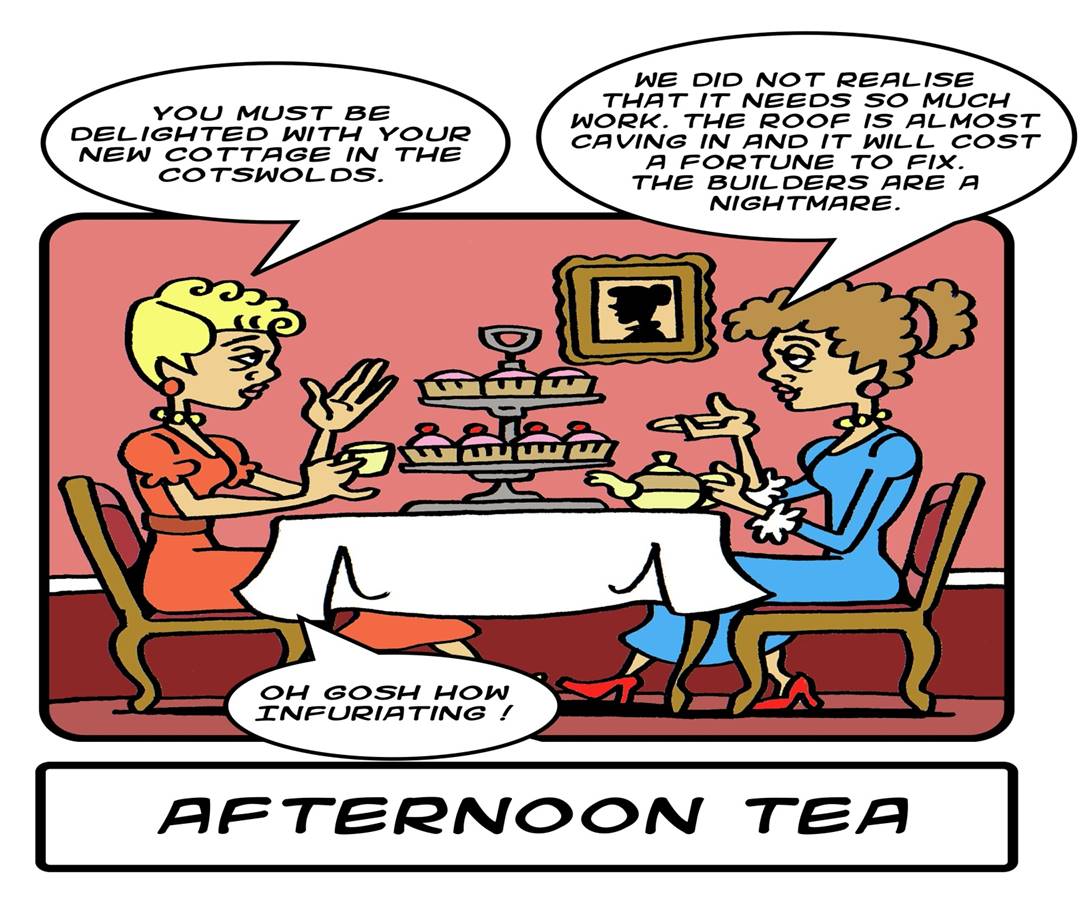 YOU MUST BE
DELIGHTED WITH YOUR
NEW COTTAGE IN THE
COTSWOLDS.
WE DID NOT REALISE
THAT IT NEEDS SO MUCH
WORK. THE ROOF IS ALMOST
CAVING IN AND IT WILL COST
A FORTUNE TO FIX.
THE BUILDERS ARE A
NIGHTMARE.
OH GOSH HOW
INFURIATING !
AFTERNOON TEA